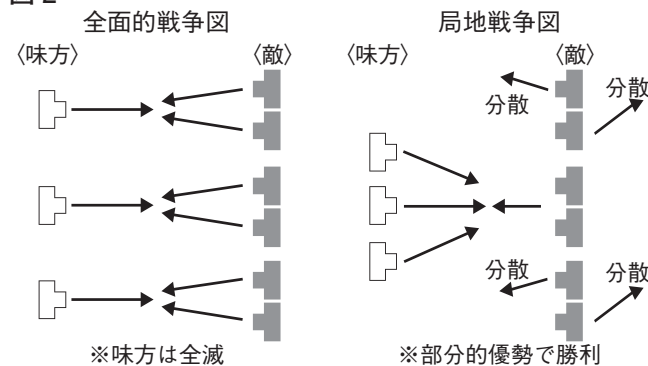 全面的戦争図
〈味方〉
〈敵〉
※味方は全滅
局地戦争図
〈味方〉
〈敵〉
分散
分散
分散
分散
※部分的優勢で勝利